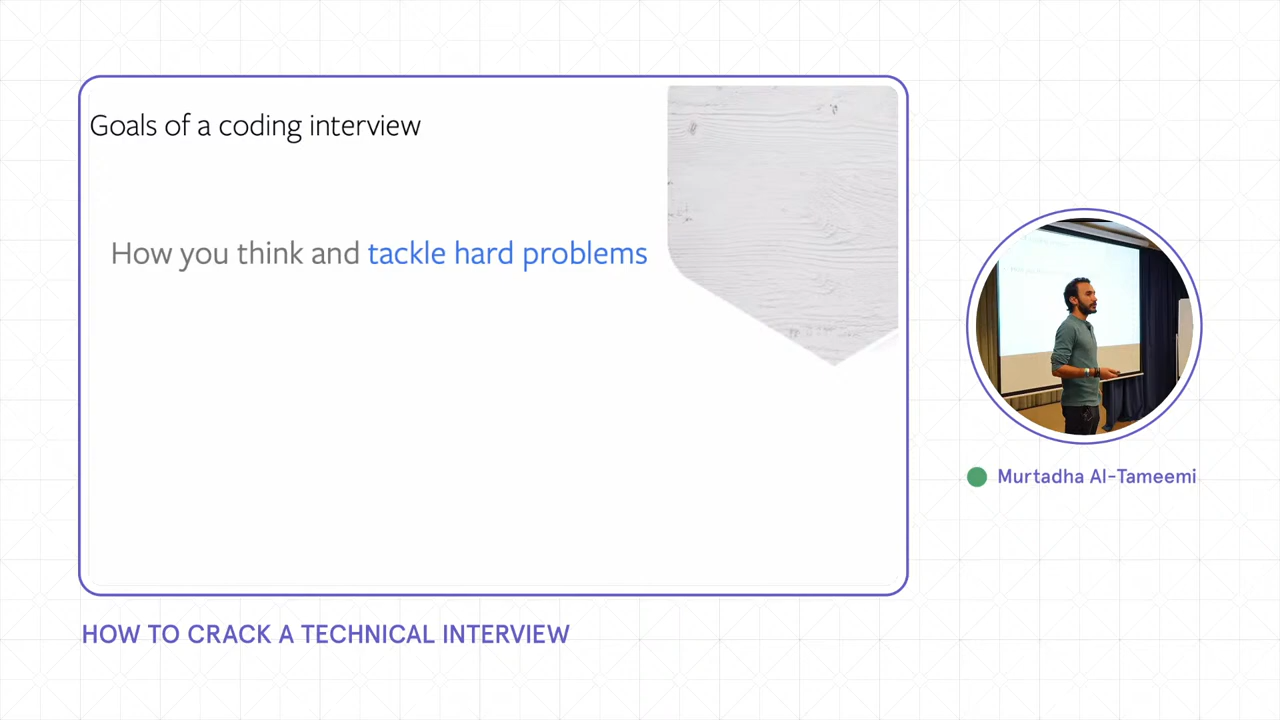 Goals of a coding interview
How you think and tackle hard problems
Murtadha Al-Tameemi
HOW TO CRACK A TECHNICAL INTERVIEW